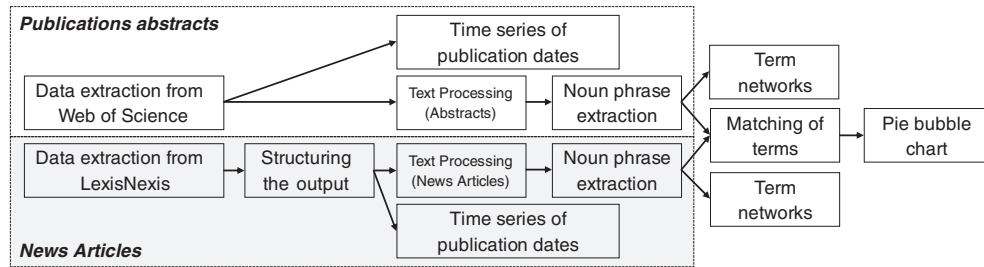 Publications abstracts
Time series of
publication dates
Data extraction from
Web of Science
Text Processing
(Abstracts)
Noun phrase
extraction
Term
networks
Matching of
terms
Pie bubble
chart
Data extraction from
LexisNexis
Structuring
the output
Text Processing
(News Articles)
Noun phrase
extraction
Term
networks
Time series of
publication dates
News Articles